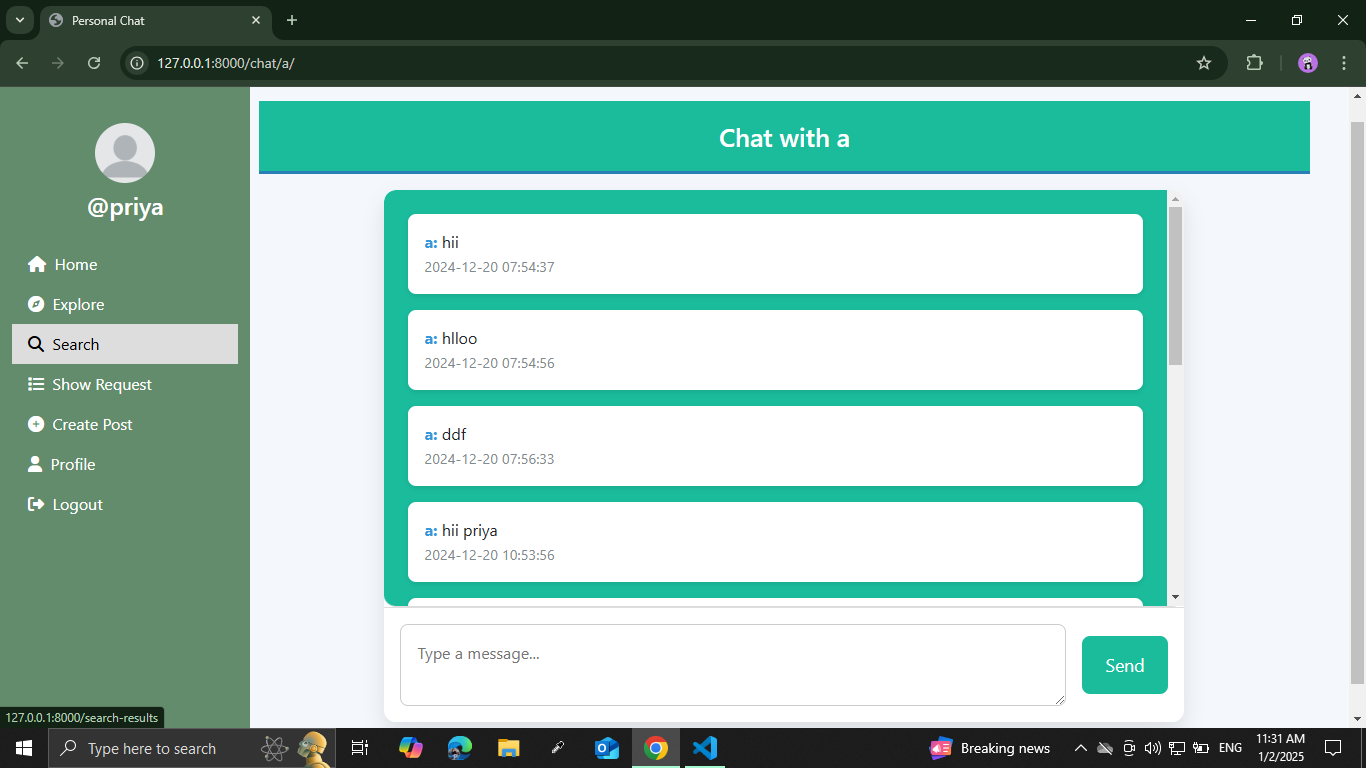 Personal Chat
127.0.0.1:8000/chat/a/
@priya
Home
Explore
Search
Show Request
Create Post
Profile
Logout
Chat with a
a: hii
2024-12-20 07:54:37
a: hlloo
2024-12-20 07:54:56
a: ddf
2024-12-20 07:56:33
a: hii priya
2024-12-20 10:53:56
Type a message...
Send
127.0.0.1:8000/search-results
Type here to search
Breaking news
ENG
11:31 AM
1/2/2025